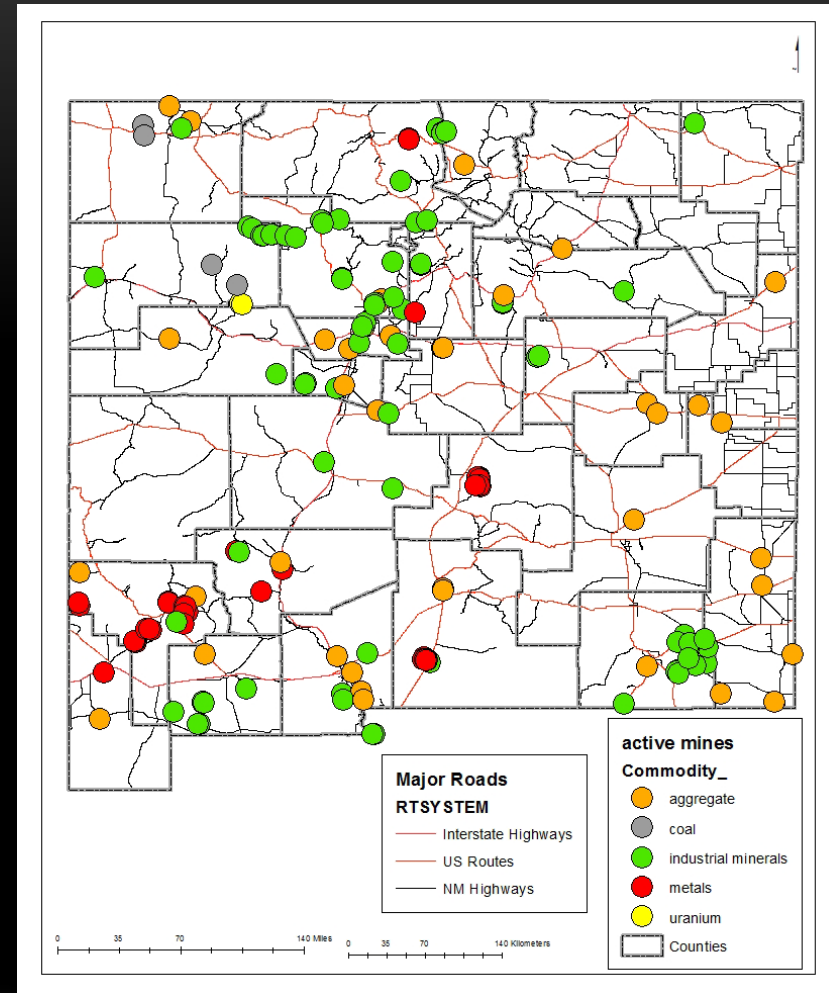 active mines
Commodity_
aggregate
coal
industrial minerals
metals
uranium
Counties
Major Roads
RTSYSTEM
Interstate Highways
US Routes
NM Highways
0 35 70 140 Miles
0 35 70 140 Kilometers